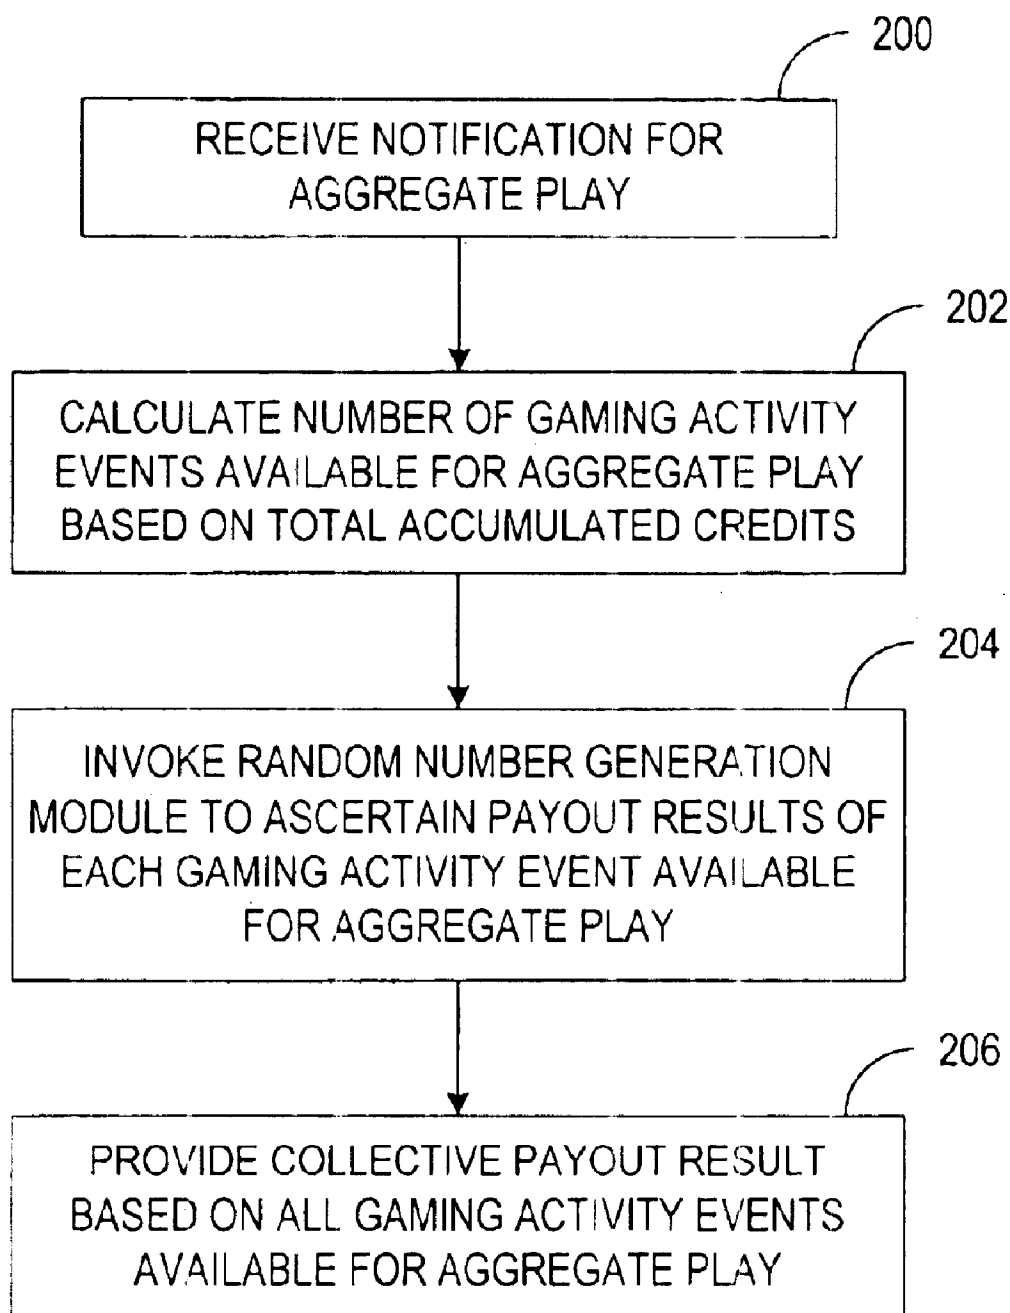 200
RECEIVE NOTIFICATION FOR
AGGREGATE PLAY
202
CALCULATE NUMBER OF GAMING ACTIVITY
EVENTS AVAILABLE FOR AGGREGATE PLAY
BASED ON TOTAL ACCUMULATED CREDITS
204
INVOKE RANDOM NUMBER GENERATION
MODULE TO ASCERTAIN PAYOUT RESULTS OF
EACH GAMING ACTIVITY EVENT AVAILABLE
FOR AGGREGATE PLAY
206
PROVIDE COLLECTIVE PAYOUT RESULT
BASED ON ALL GAMING ACTIVITY EVENTS
AVAILABLE FOR AGGREGATE PLAY